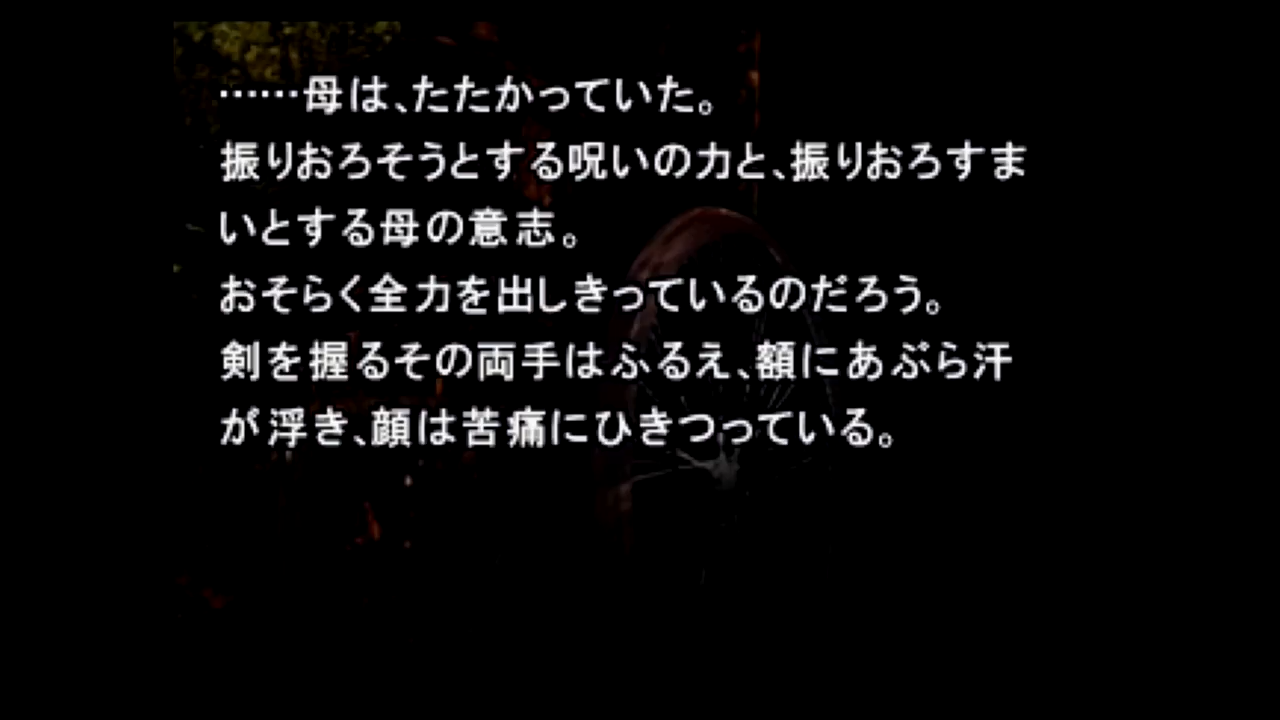 ……母は、たたかっていた。
振りおろそうとする呪いの力と、振りおろすま
いとする母の意志。
おそらく全力を出しきっているのだろう。
剣を握るその両手はふるえ、額にあぶら汗
が浮き、顔は苦痛にひきつっている。